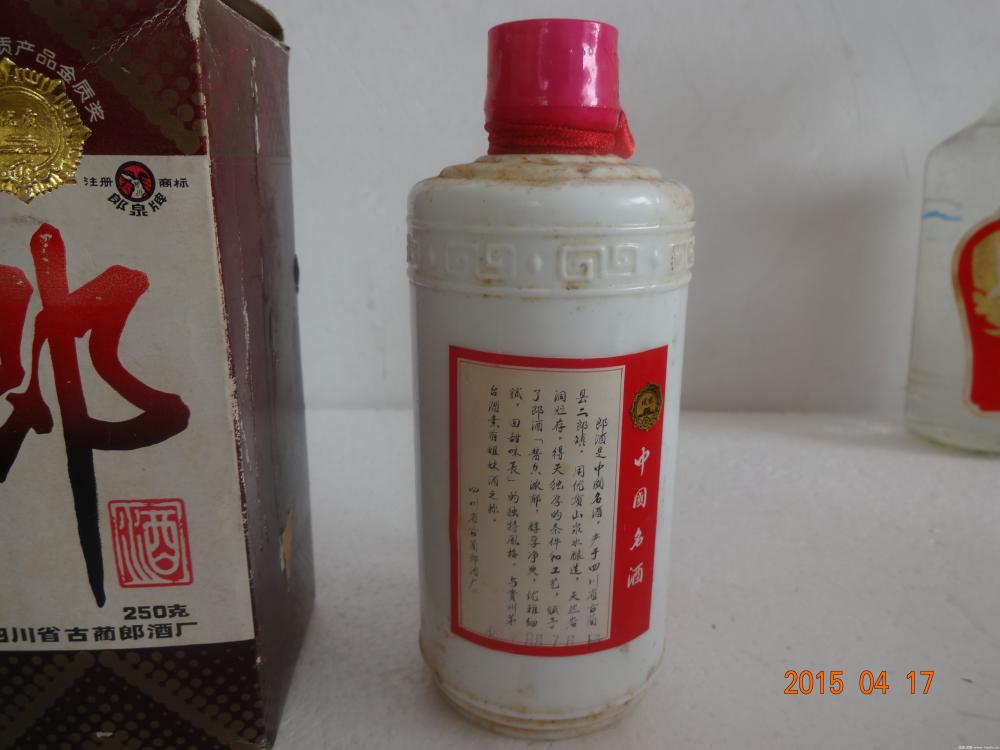 质产品金质奖
优质
注册 商标
郎泉牌
郎
酒
250克
四川省古蔺郎酒厂
中国名酒
郎酒是中国名酒。产于四川省古蔺
县二郎滩，用优质山泉水酿造，天然岩
洞贮存。得天独厚的条件和工艺，赋予
了郎酒「酱香浓郁，醇厚净爽，优雅细
腻，回甜味长」的独特風格。与貴州茅
台酒素有姐妹酒之称。
四川省古蔺郎酒厂
2015 04 17